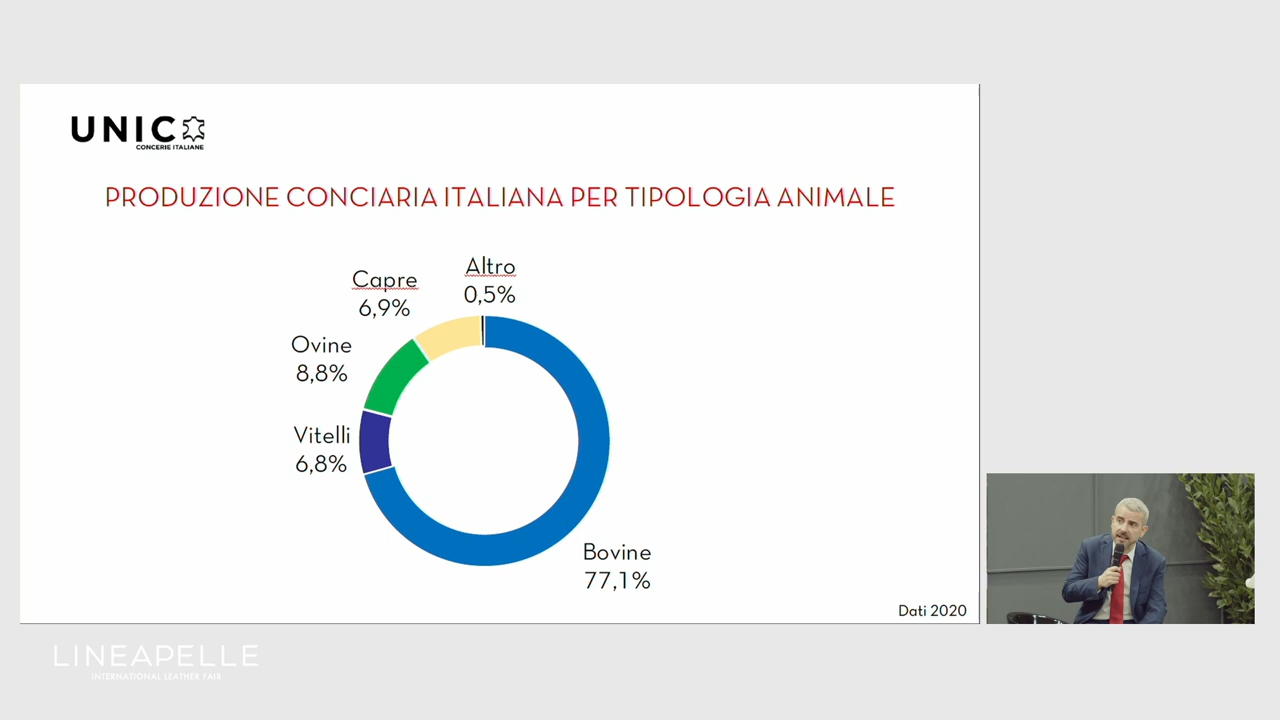 UNIC
CONCERIE ITALIANE
PRODUZIONE CONCIARIA ITALIANA PER TIPOLOGIA ANIMALE
Altro
0,5%
Capre
6,9%
Ovine
8,8%
Vitelli
6,8%
Bovine
77,1%
Dati 2020
LINEAPELLE
INTERNATIONAL LEATHER FAIR